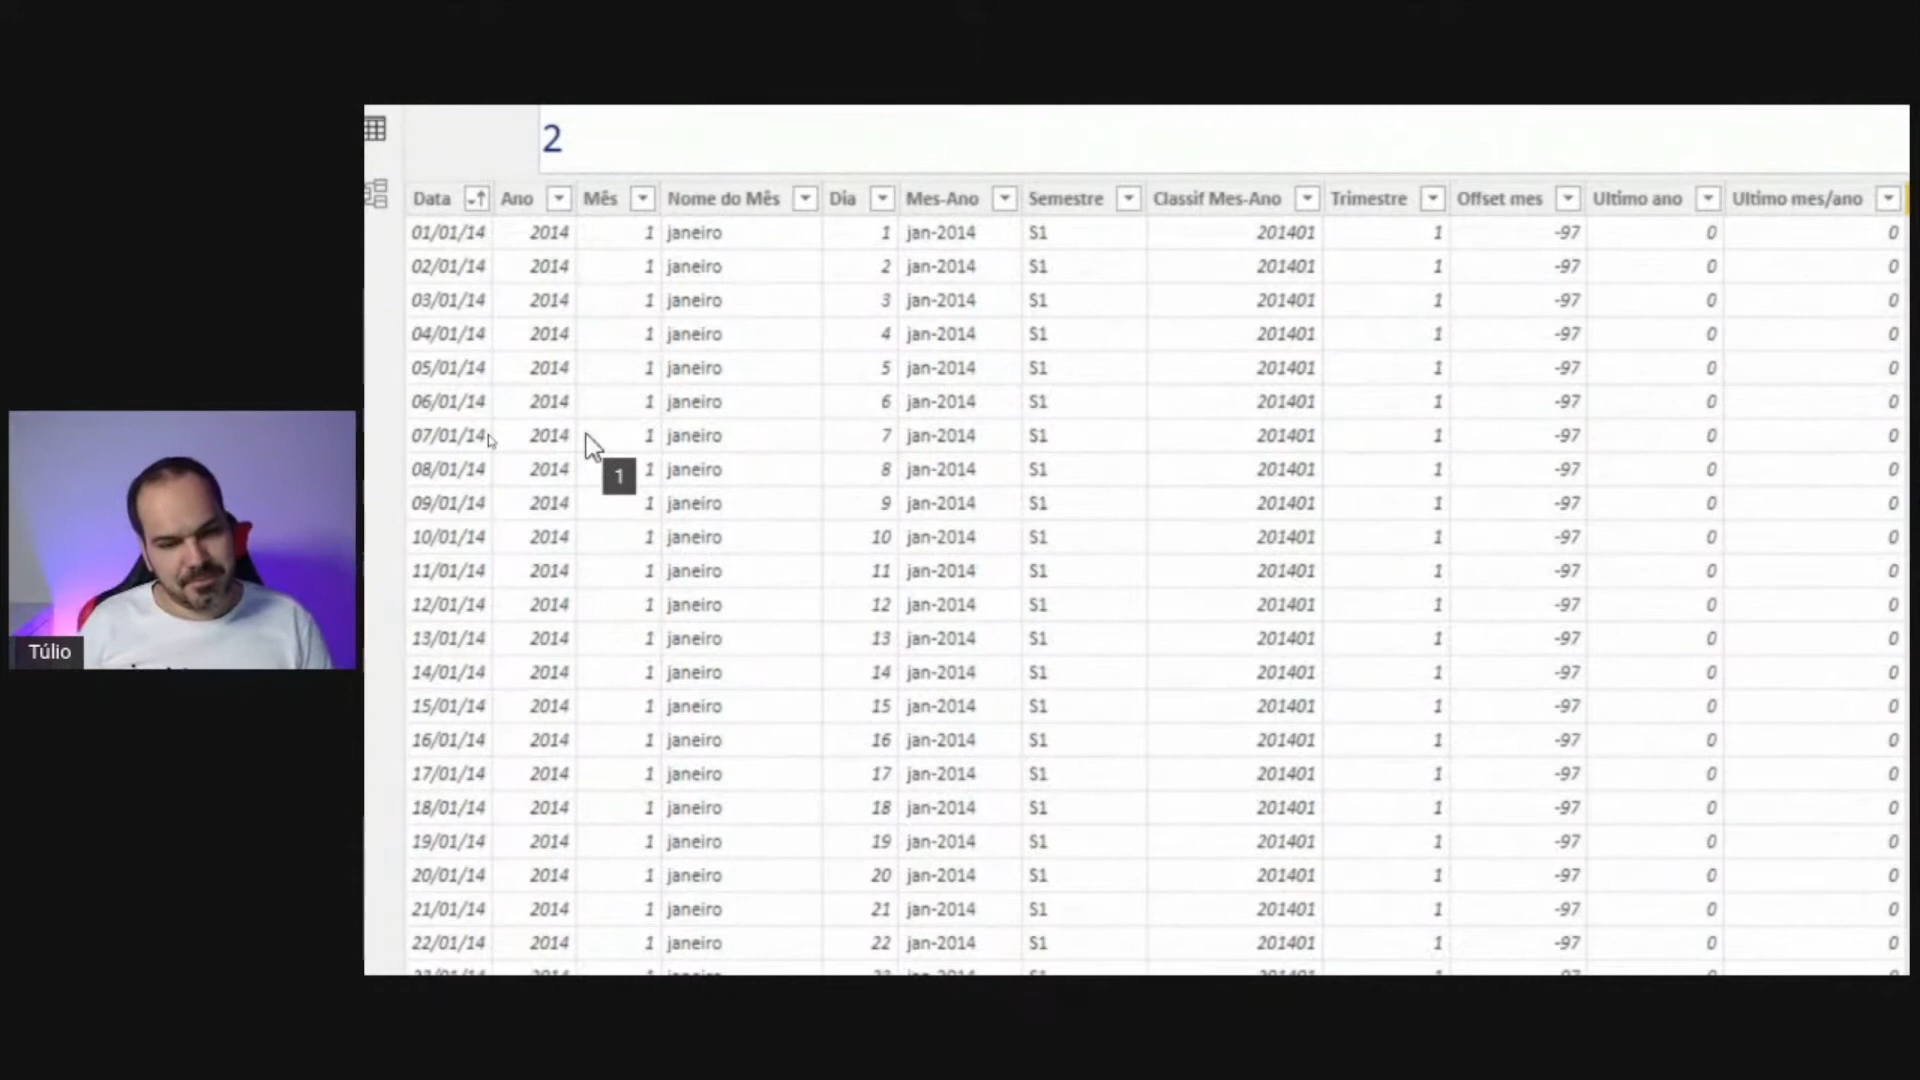 2
Data Ano Mês Nome do Mês Dia Mes-Ano Semestre Classif Mes-Ano Trimestre Offset mes Ultimo ano Ultimo mes/ano
01/01/14 2014 1 janeiro 1 jan-2014 S1 201401 1 -97 0 0
02/01/14 2014 1 janeiro 2 jan-2014 S1 201401 1 -97 0 0
03/01/14 2014 1 janeiro 3 jan-2014 S1 201401 1 -97 0 0
04/01/14 2014 1 janeiro 4 jan-2014 S1 201401 1 -97 0 0
05/01/14 2014 1 janeiro 5 jan-2014 S1 201401 1 -97 0 0
06/01/14 2014 1 janeiro 6 jan-2014 S1 201401 1 -97 0 0
07/01/14 2014 1 janeiro 7 jan-2014 S1 201401 1 -97 0 0
1
08/01/14 2014 1 janeiro 8 jan-2014 S1 201401 1 -97 0 0
09/01/14 2014 1 janeiro 9 jan-2014 S1 201401 1 -97 0 0
10/01/14 2014 1 janeiro 10 jan-2014 S1 201401 1 -97 0 0
11/01/14 2014 1 janeiro 11 jan-2014 S1 201401 1 -97 0 0
12/01/14 2014 1 janeiro 12 jan-2014 S1 201401 1 -97 0 0
13/01/14 2014 1 janeiro 13 jan-2014 S1 201401 1 -97 0 0
14/01/14 2014 1 janeiro 14 jan-2014 S1 201401 1 -97 0 0
15/01/14 2014 1 janeiro 15 jan-2014 S1 201401 1 -97 0 0
16/01/14 2014 1 janeiro 16 jan-2014 S1 201401 1 -97 0 0
17/01/14 2014 1 janeiro 17 jan-2014 S1 201401 1 -97 0 0
18/01/14 2014 1 janeiro 18 jan-2014 S1 201401 1 -97 0 0
19/01/14 2014 1 janeiro 19 jan-2014 S1 201401 1 -97 0 0
20/01/14 2014 1 janeiro 20 jan-2014 S1 201401 1 -97 0 0
21/01/14 2014 1 janeiro 21 jan-2014 S1 201401 1 -97 0 0
22/01/14 2014 1 janeiro 22 jan-2014 S1 201401 1 -97 0 0
Túlio